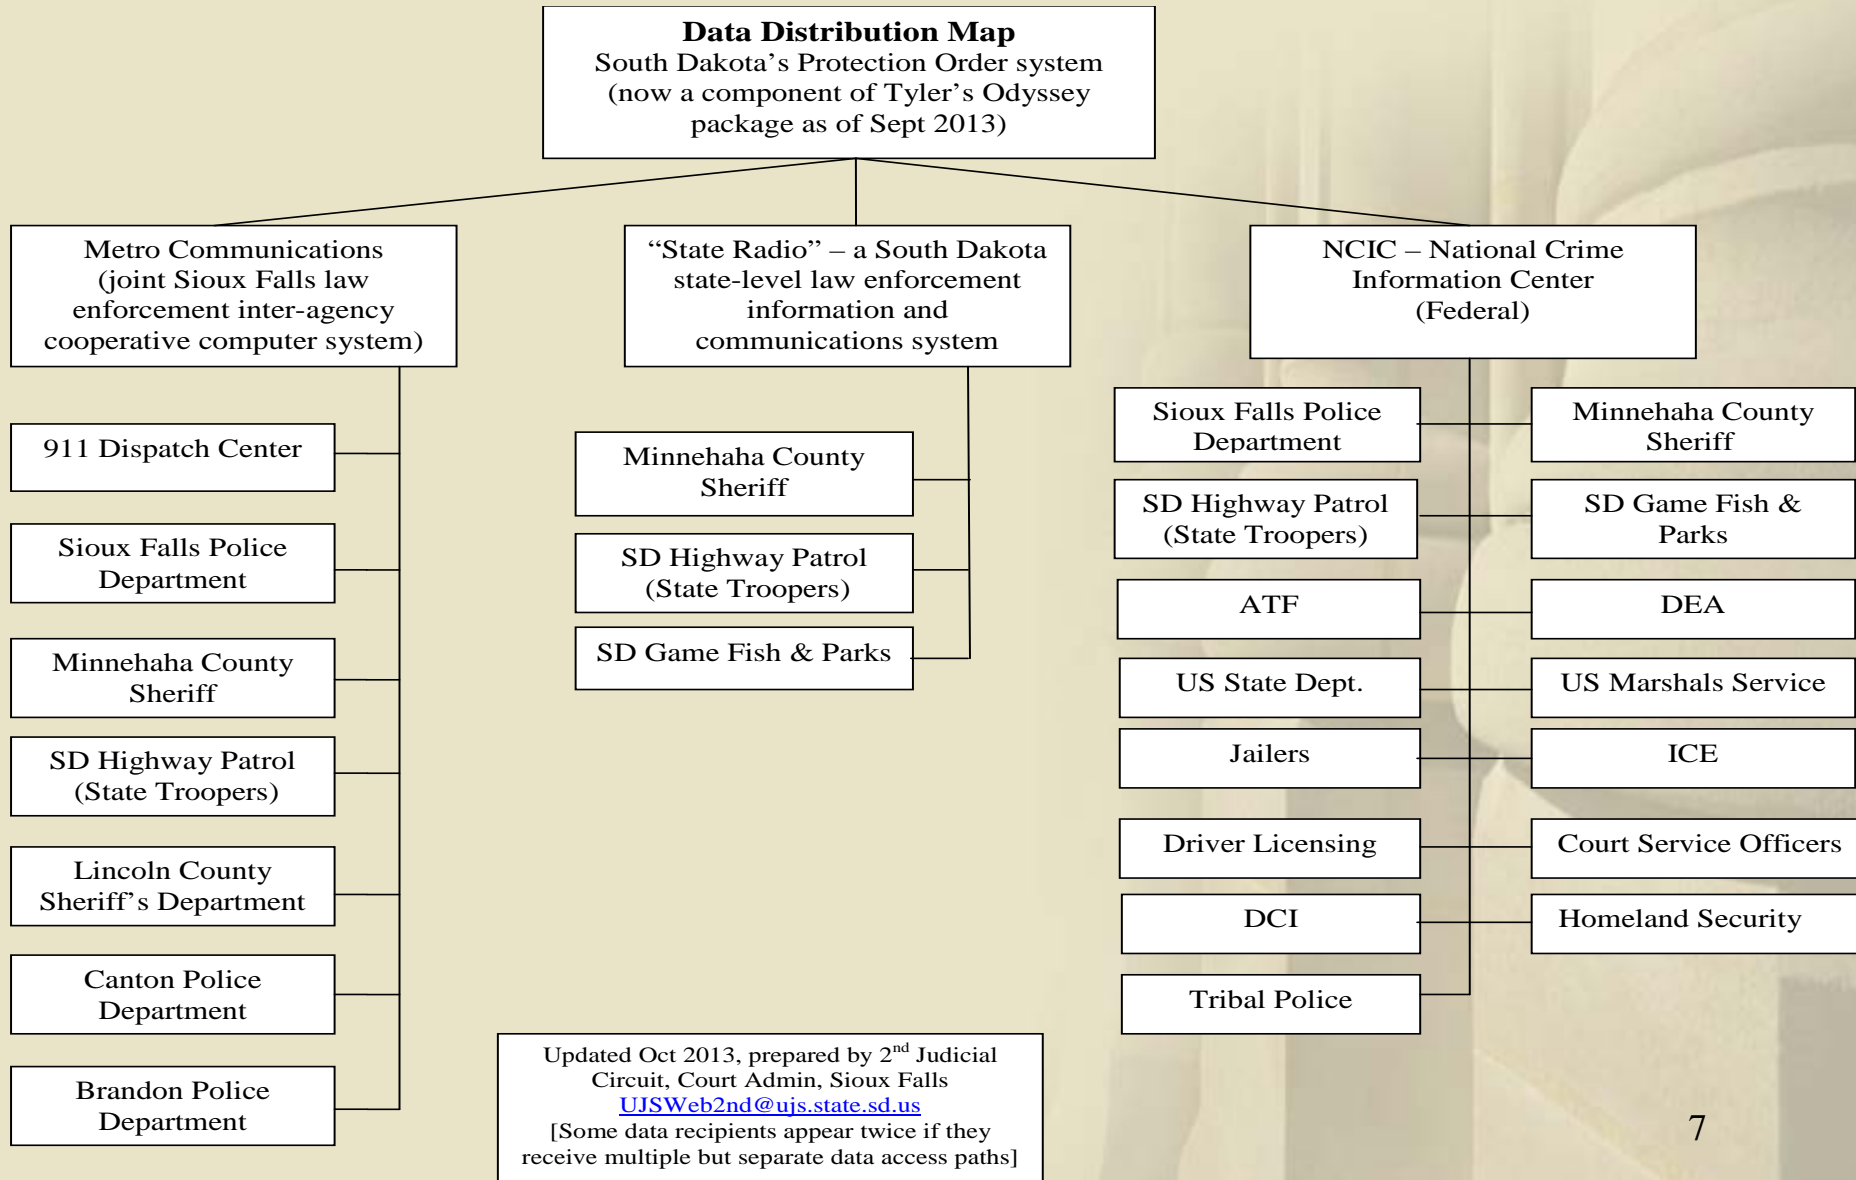 Data Distribution Map
South Dakota’s Protection Order system
(now a component of Tyler’s Odyssey
package as of Sept 2013)
Metro Communications
(joint Sioux Falls law
enforcement inter-agency
cooperative computer system)
911 Dispatch Center
Sioux Falls Police
Department
Minnehaha County
Sheriff
SD Highway Patrol
(State Troopers)
Lincoln County
Sheriff’s Department
Canton Police
Department
Brandon Police
Department
“State Radio” – a South Dakota
state-level law enforcement
information and
communications system
Minnehaha County
Sheriff
SD Highway Patrol
(State Troopers)
SD Game Fish & Parks
NCIC – National Crime
Information Center
(Federal)
Sioux Falls Police
Department
Minnehaha County
Sheriff
SD Highway Patrol
(State Troopers)
SD Game Fish &
Parks
ATF
DEA
US State Dept.
US Marshals Service
Jailers
ICE
Driver Licensing
Court Service Officers
DCI
Homeland Security
Tribal Police
Updated Oct 2013, prepared by 2nd Judicial
Circuit, Court Admin, Sioux Falls
UJSWeb2nd@ujs.state.sd.us
[Some data recipients appear twice if they
receive multiple but separate data access paths]
7